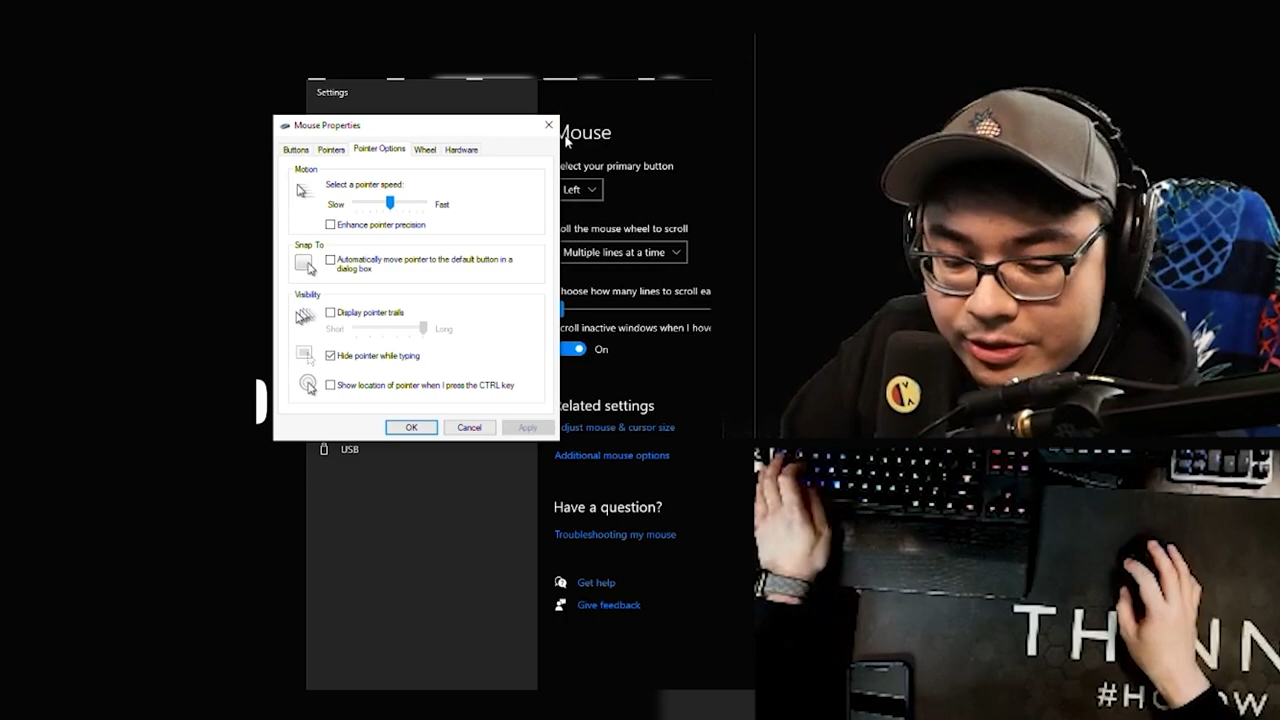 Settings
Mouse Properties
Buttons
Pointers
Pointer Options
Wheel
Hardware
Motion
Select a pointer speed:
Slow
Fast
Enhance pointer precision
Snap To
Automatically move pointer to the default button in a
dialog box
Visibility
Display pointer trails
Short
Long
Hide pointer while typing
Show location of pointer when I press the CTRL key
OK
Cancel
Apply
USB
Mouse
elect your primary button
Left
oll the mouse wheel to scroll
Multiple lines at a time
hoose how many lines to scroll ea
croll inactive windows when I hove
On
elated settings
djust mouse & cursor size
Additional mouse options
Have a question?
Troubleshooting my mouse
Get help
Give feedback